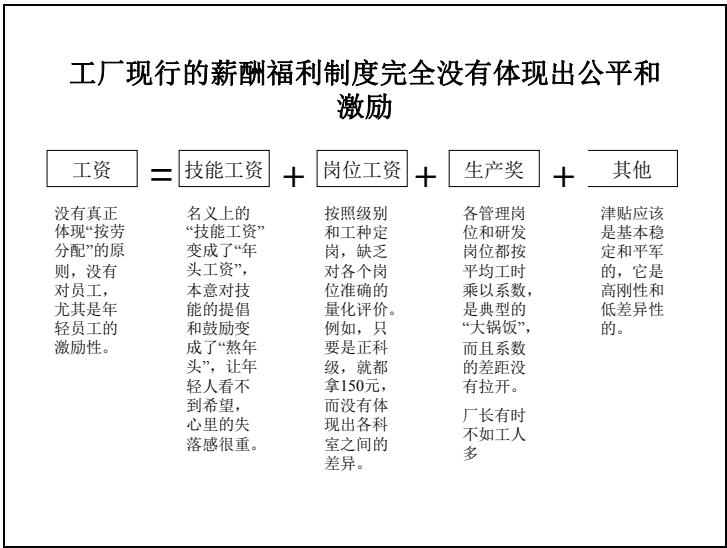 工厂现行的薪酬福利制度完全没有体现出公平和
激励
工资
=
技能工资
+
岗位工资
+
生产奖
+
其他
没有真正
体现“按劳
分配”的原
则，没有
对员工，
尤其是年
轻员工的
激励性。
名义上的
“技能工资”
变成了“年
头工资”，
本意对技
能的提倡
和鼓励变
成了“熬年
头”，让年
轻人看不
到希望，
心里的失
落感很重。
按照级别
和工种定
岗，缺乏
对各个岗
位准确的
量化评价。
例如，只
要是正科
级，就都
拿150元，
而没有体
现出各科
室之间的
差异。
各管理岗
位和研发
岗位都按
平均工时
乘以系数，
是典型的
“大锅饭”，
而且系数
的差距没
有拉开。
厂长有时
不如工人
多
津贴应该
是基本稳
定和平军
的，它是
高刚性和
低差异性
的。